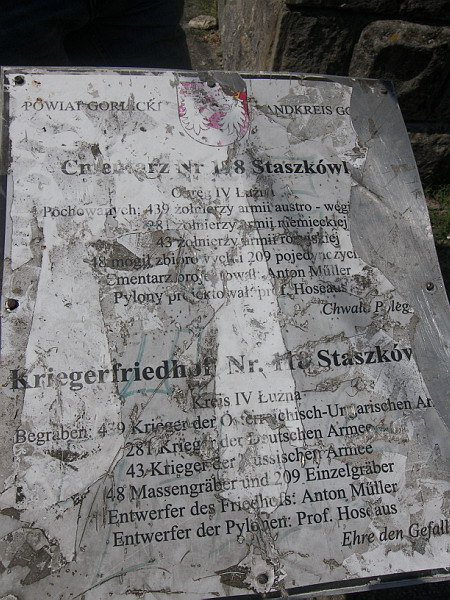 POWIAT GORLICKI ANDKREIS GO
Cmentarz Nr 118 Staszkówk
Okręg IV Łużna
Pochowanych: 439 żołnierzy armii austro - węgi
281 żołnierzy armii niemieckiej
43 żołnierzy armii rosyjskiej
48 mogił zbiorowych i 209 pojedynczyc
Cmentarz projektował: Anton Müller
Pylony projektował: prof. Hoseaus
Chwała Poleg
Kriegerfriedhof Nr. 118 Staszków
Kreis IV Łużna
Begraben: 439 Krieger der Österreichisch-Ungarischen Ar
281 Krieger der Deutschen Armee
43 Krieger der Russischen Armee
48 Massengräber und 209 Einzelgräber
Entwerfer des Friedhofs: Anton Müller
Entwerfer der Pylonen: Prof. Hoseaus
Ehre den Gefall